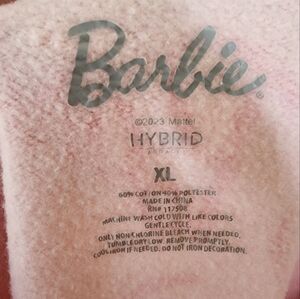 Barbie®
©2023 Mattel
HYBRID
APPAREL
XL
60% COTTON 40% POLYESTER
MADE IN CHINA
RN# 117508
MACHINE WASH COLD WITH LIKE COLORS
GENTLE CYCLE.
ONLY NON-CHLORINE BLEACH WHEN NEEDED.
TUMBLE DRY LOW. REMOVE PROMPTLY.
COOL IRON IF NEEDED. DO NOT IRON DECORATION.